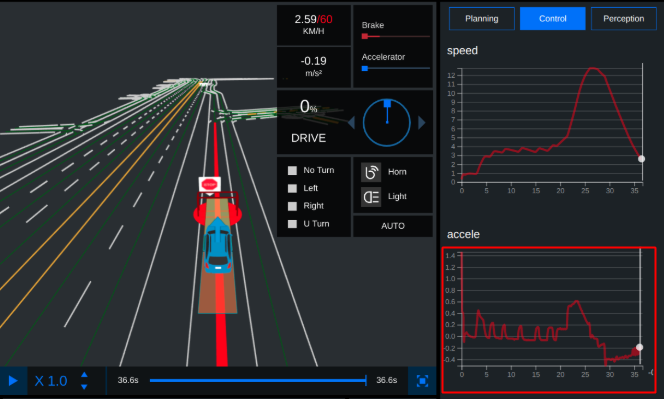 2.59/60
KM/H
-0.19
m/s²
Brake
Accelerator
0%
DRIVE
No Turn
Left
Right
U Turn
Horn
Light
AUTO
X 1.0
36.6s
36.6s
Planning
Control
Perception
speed
12
11
10
9
8
7
6
5
4
3
2
1
0
0 5 10 15 20 25 30 35
accele
1.4
1.2
1.0
0.8
0.6
0.4
0.2
0.0
-0.2
-0.4
0 5 10 15 20 25 30 35